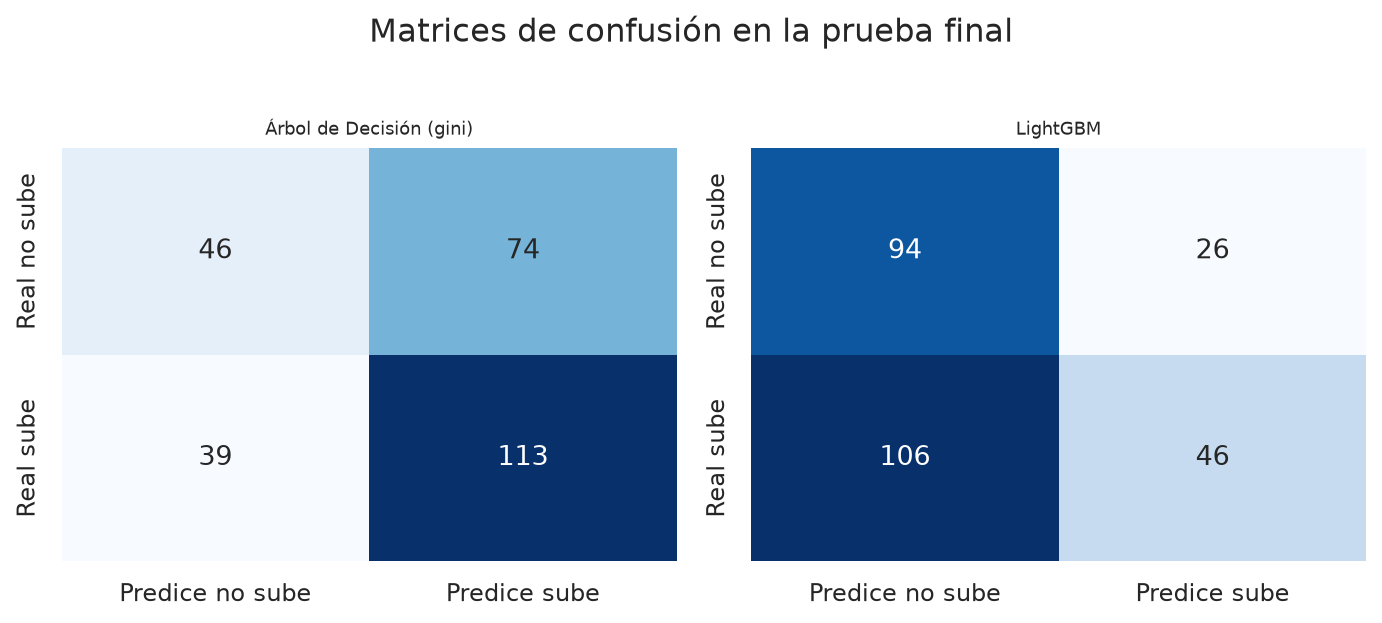 Matrices de confusión en la prueba final
Árbol de Decisión (gini)
Real no sube
46
74
Real sube
39
113
Predice no sube
Predice sube
LightGBM
Real no sube
94
26
Real sube
106
46
Predice no sube
Predice sube